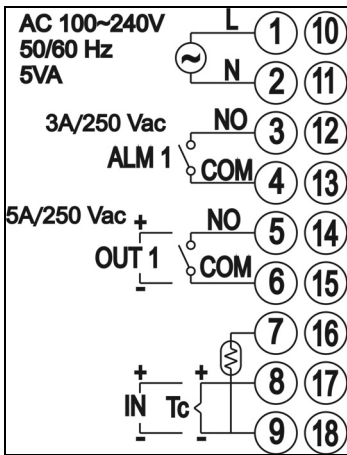 AC 100~240V
50/60 Hz
5VA
L
1
10
~
N
2
11
3A/250 Vac
NO
3
12
ALM 1
COM
4
13
5A/250 Vac
+
NO
5
14
OUT 1
COM
6
15
-
7
16
+
+
8
17
IN
Tc
-
-
9
18